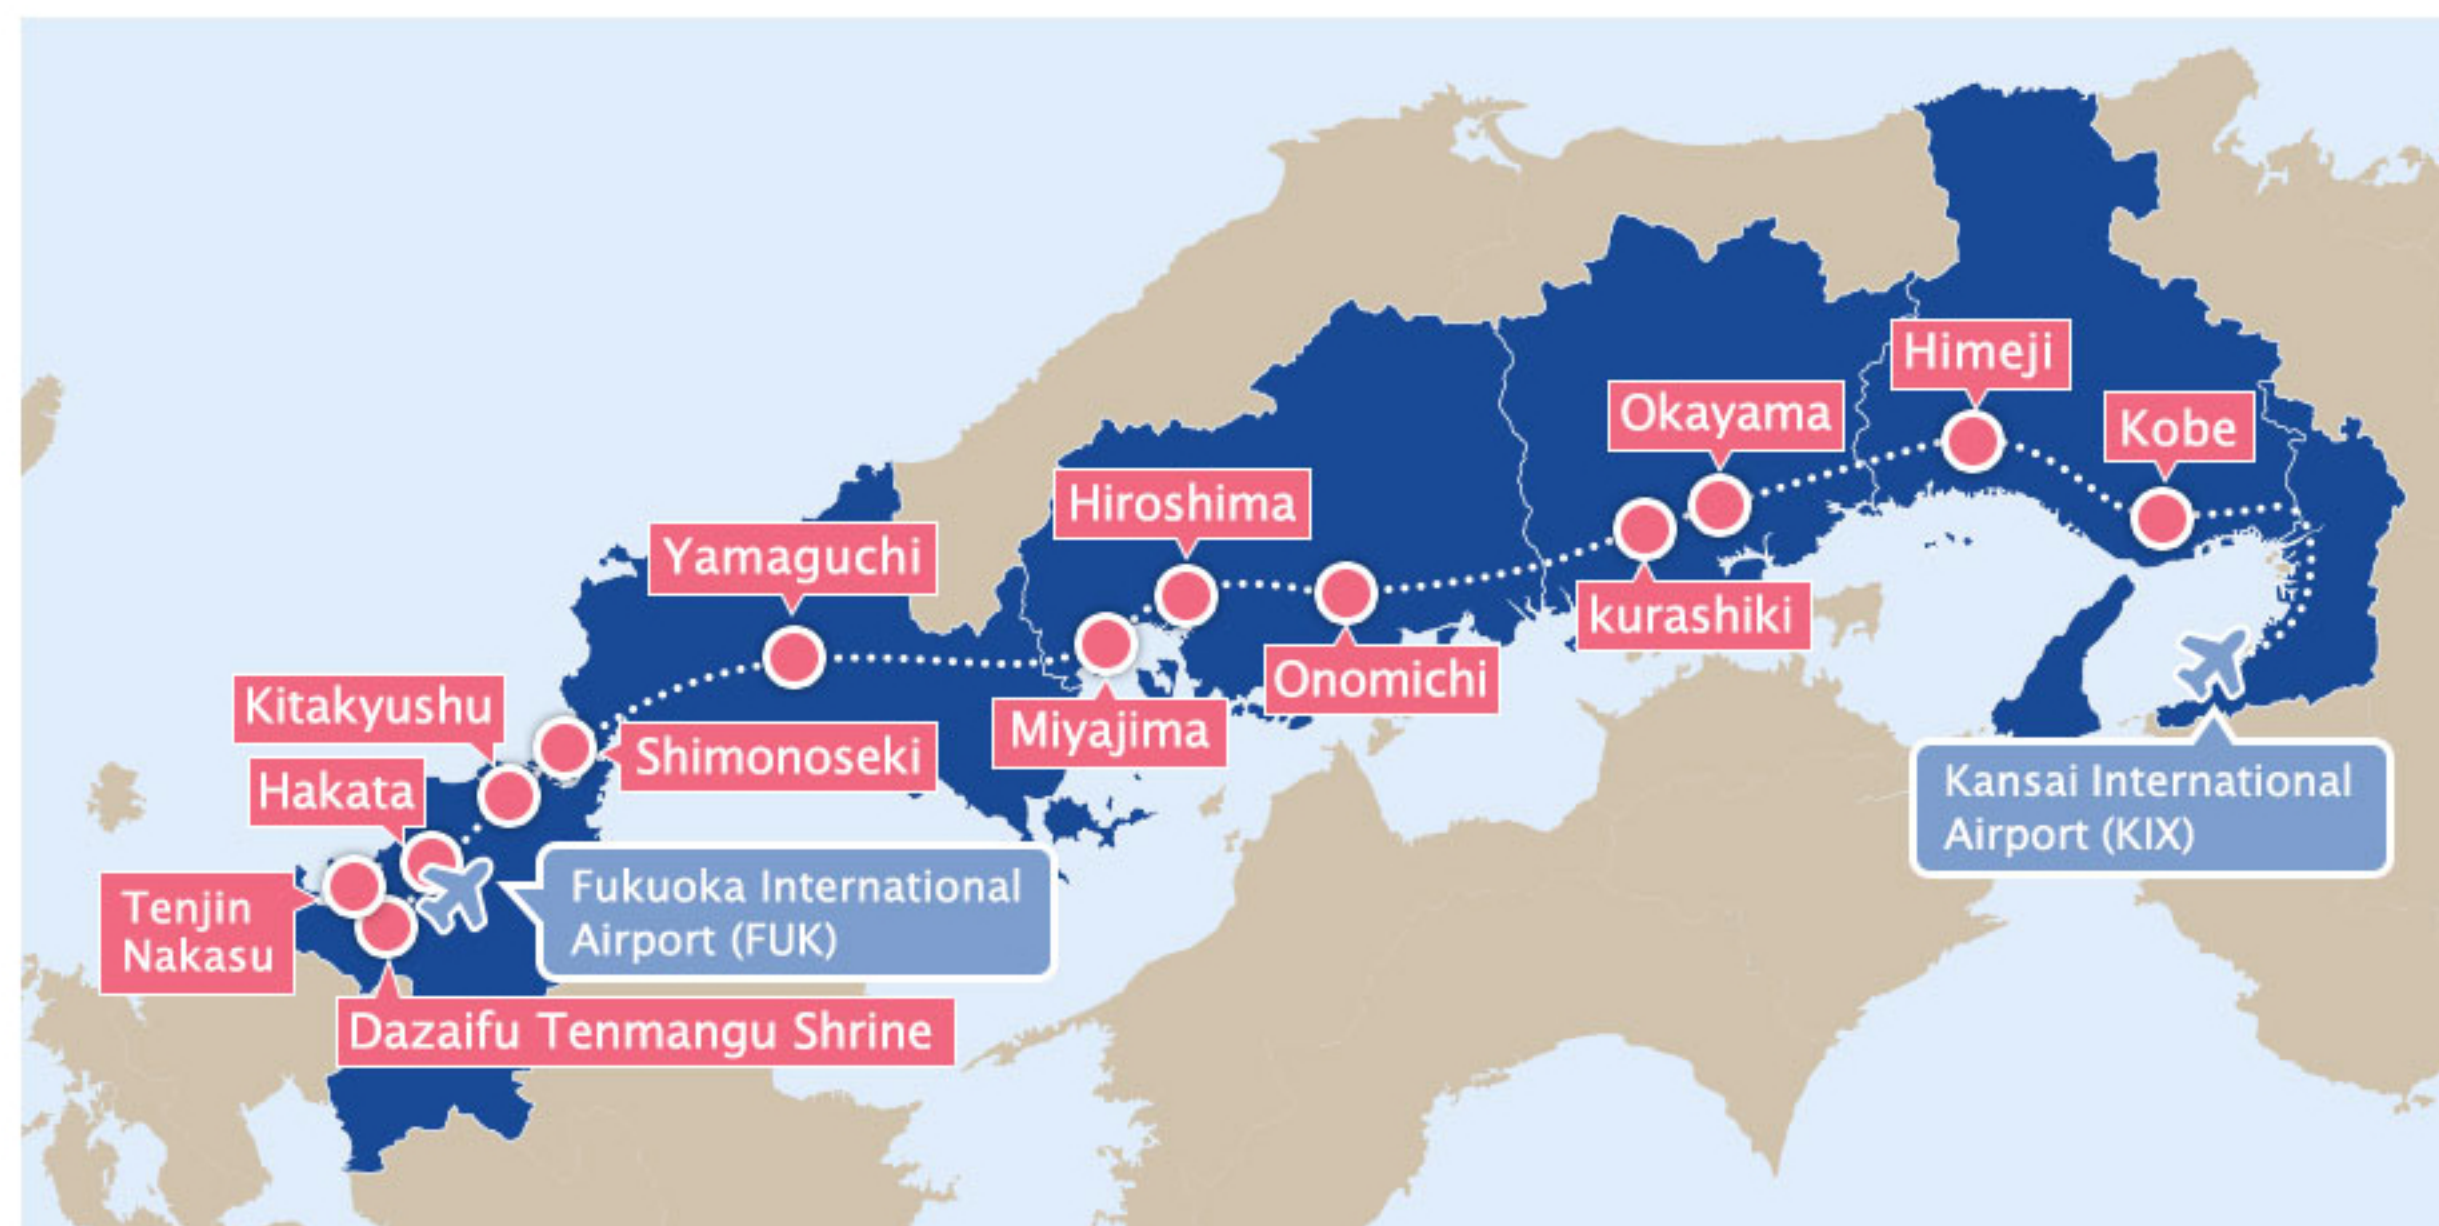 Himeji
Okayama
Kobe
Hiroshima
Yamaguchi
kurashiki
Onomichi
Kitakyushu
Miyajima
Shimonoseki
Hakata
Kansai International
Airport (KIX)
Fukuoka International
Airport (FUK)
Tenjin
Nakasu
Dazaifu Tenmangu Shrine